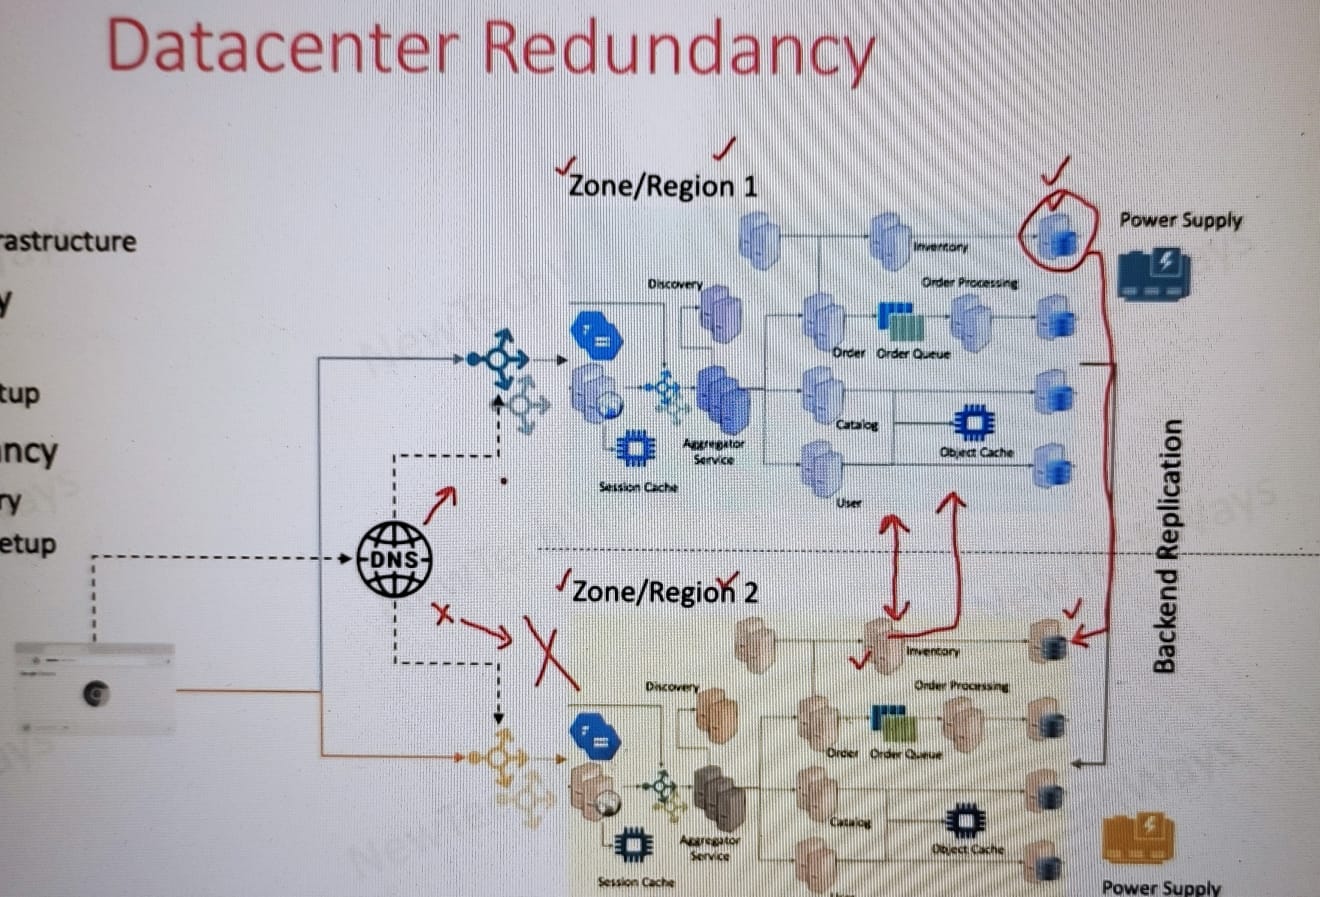 Datacenter Redundancy
Zone/Region 1
Power Supply
rastructure
Inventory
y
Discovery
Order Processing
Order
Order Queue
tup
Catalog
ancy
Aggregator
Service
Object Cache
Session Cache
ry
User
etup
DNS
Backend Replication
Zone/Region 2
Inventory
Discovery
Order Processing
Order
Order Queue
Catalog
Aggregator
Service
Object Cache
Session Cache
Power Supply